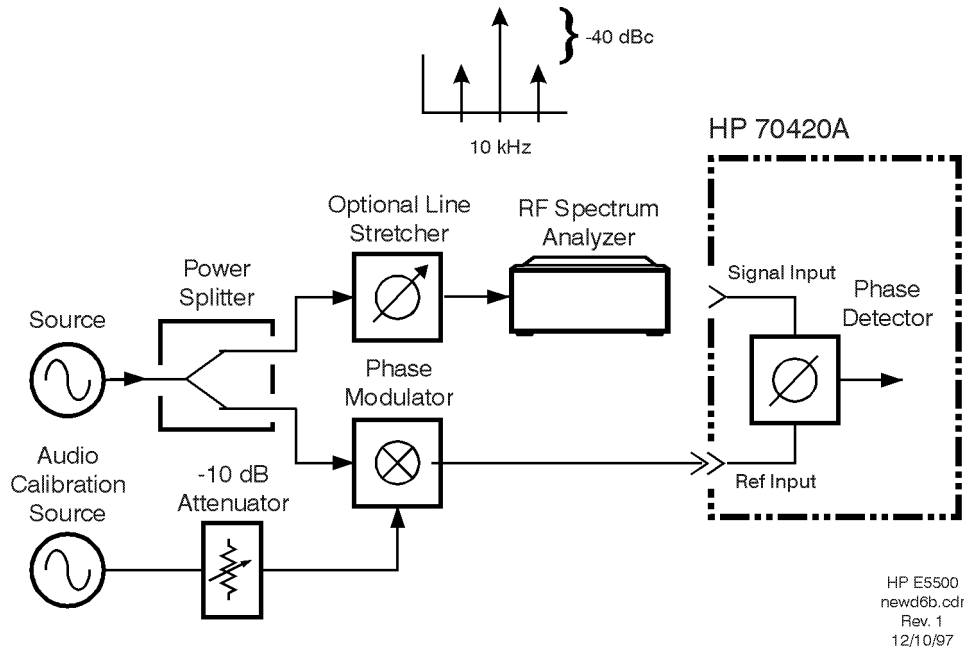 -40 dBc
10 kHz
HP 70420A
Optional Line
Stretcher
RF Spectrum
Analyzer
Power
Splitter
Signal Input
Phase
Detector
Source
Phase
Modulator
Audio
Calibration
Source
-10 dB
Attenuator
Ref Input
HP E5500
newd6b.cdr
Rev. 1
12/10/97